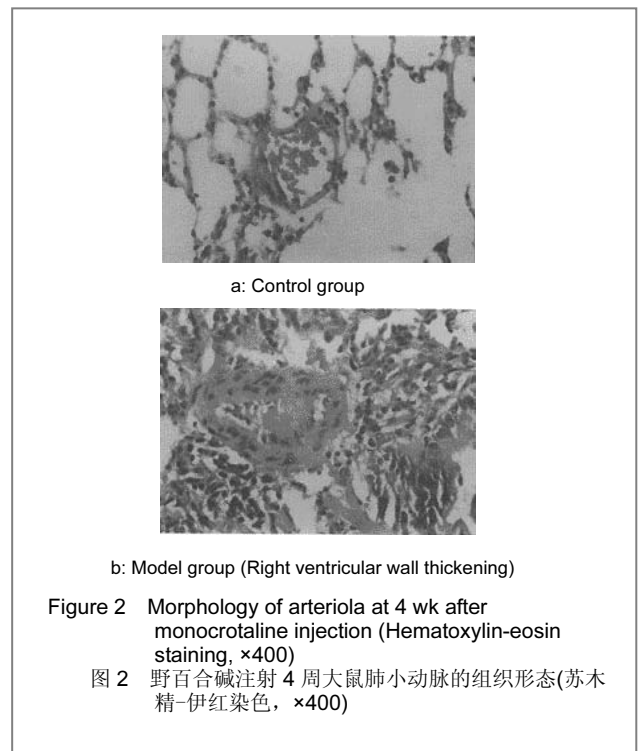 a: Control group
b: Model group (Right ventricular wall thickening)
Figure 2 Morphology of arteriola at 4 wk after
monocrotaline injection (Hematoxylin-eosin
staining, ×400)
图 2 野百合碱注射 4 周大鼠肺小动脉的组织形态(苏木
精-伊红染色，×400)